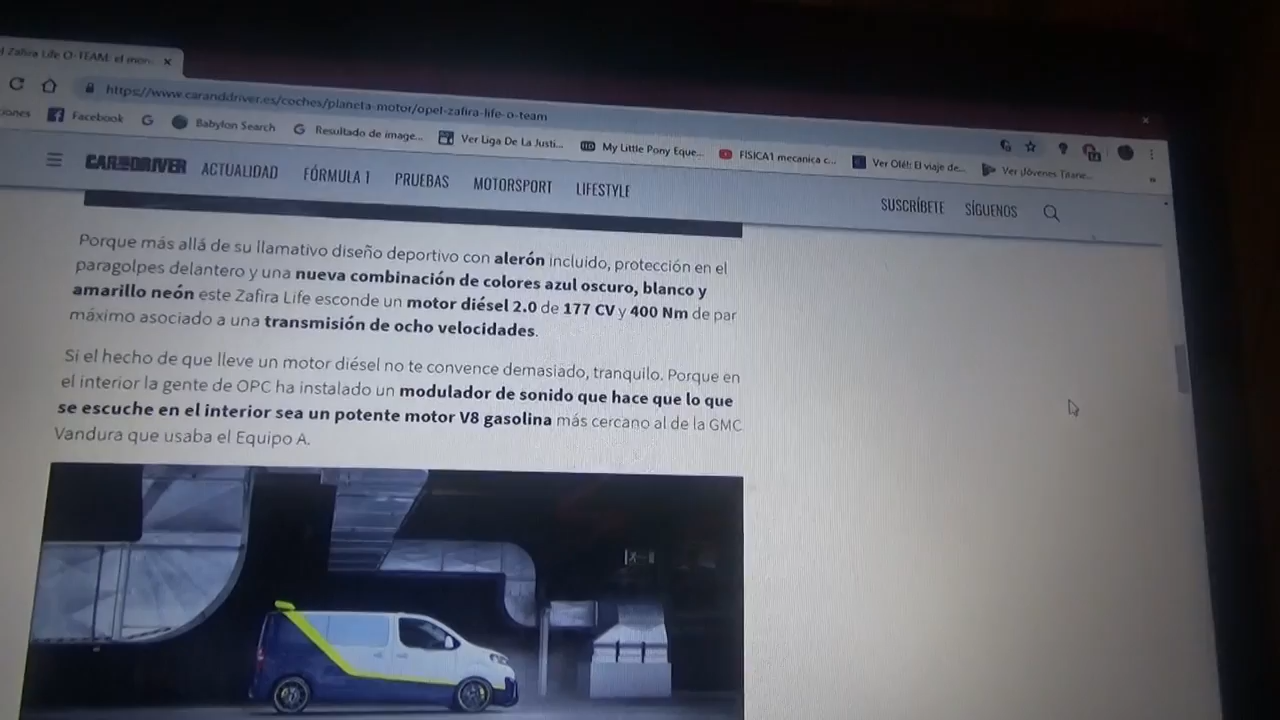 l Zafira Life O-TEAM: el mon
https://www.caranddriver.es/coches/planeta-motor/opel-zafira-life-o-team
iones Facebook Babylon Search Resultado de image... Ver Liga De La Justi... My Little Pony Eque... FISICA1 mecanica c... Ver Olé!: El viaje de... Ver Jóvenes Titane...
CAR AND DRIVER ACTUALIDAD FÓRMULA 1 PRUEBAS MOTORSPORT LIFESTYLE SUSCRÍBETE SÍGUENOS
Porque más allá de su llamativo diseño deportivo con alerón incluido, protección en el
paragolpes delantero y una nueva combinación de colores azul oscuro, blanco y
amarillo neón este Zafira Life esconde un motor diésel 2.0 de 177 CV y 400 Nm de par
máximo asociado a una transmisión de ocho velocidades.
Si el hecho de que lleve un motor diésel no te convence demasiado, tranquilo. Porque en
el interior la gente de OPC ha instalado un modulador de sonido que hace que lo que
se escuche en el interior sea un potente motor V8 gasolina más cercano al de la GMC
Vandura que usaba el Equipo A.